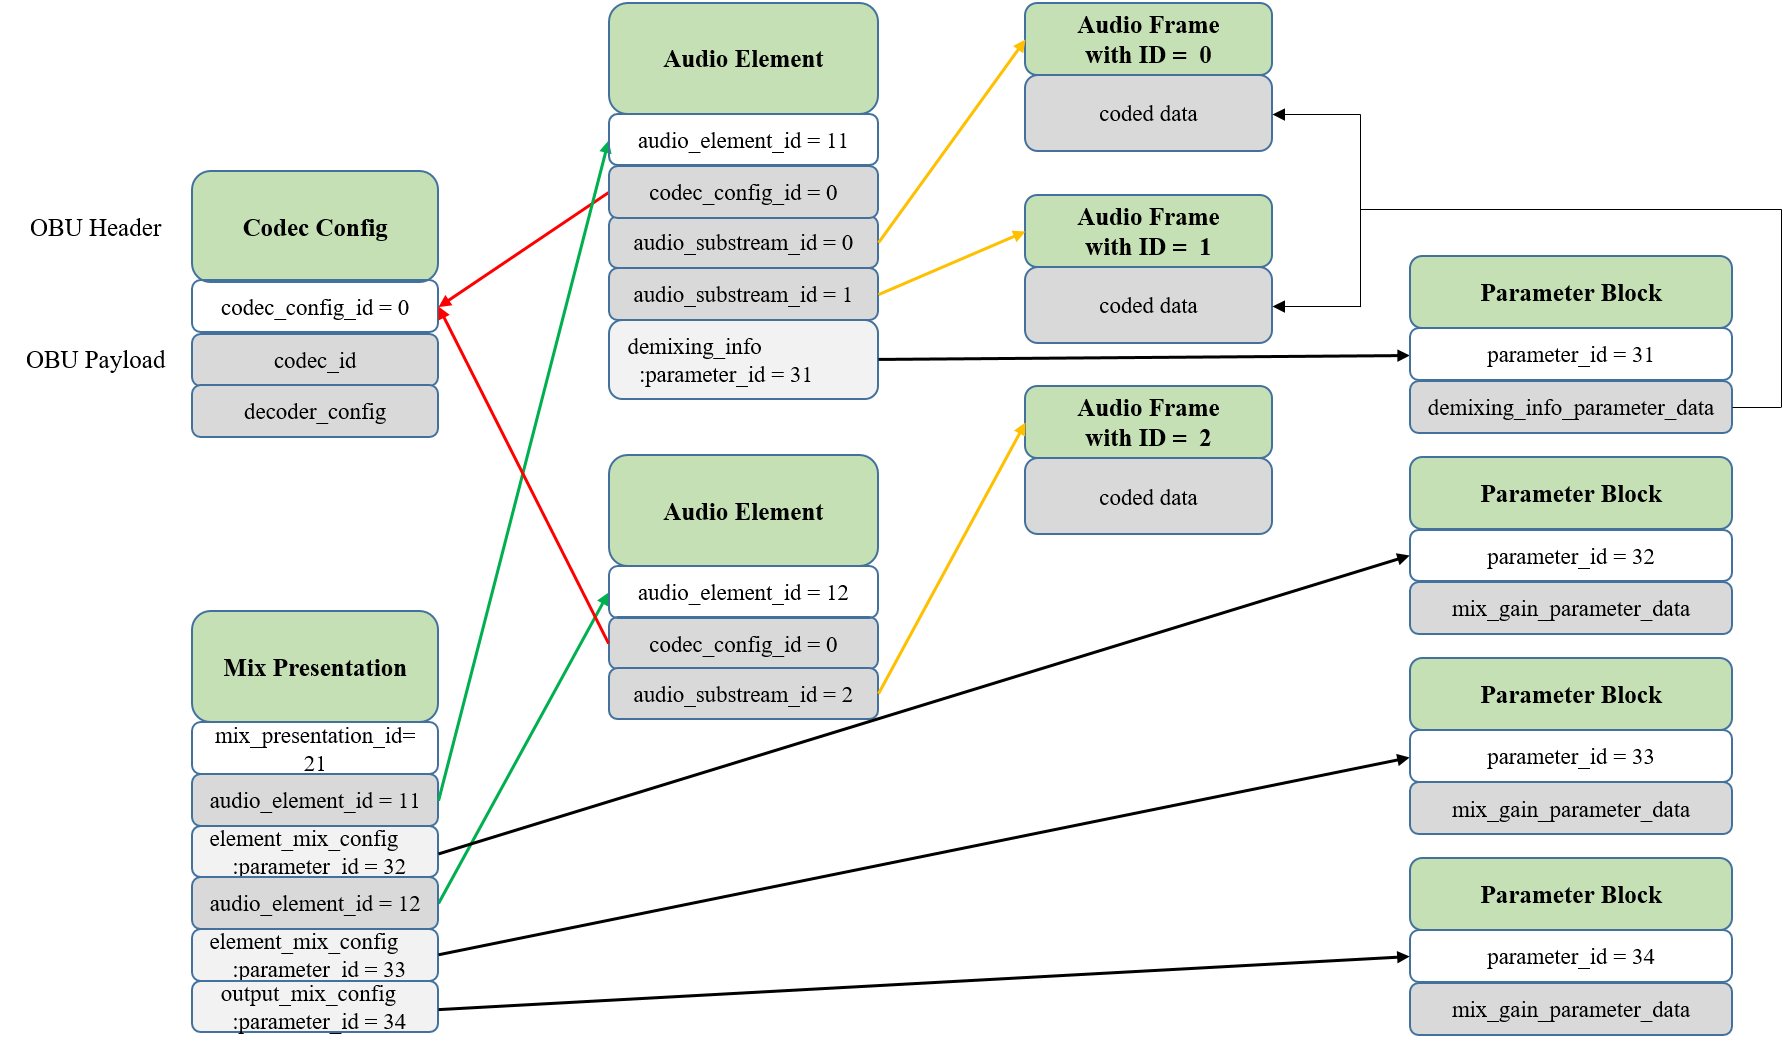 OBU Header
OBU Payload
Codec Config
codec_config_id = 0
codec_id
decoder_config
Mix Presentation
mix_presentation_id=
21
audio_element_id = 11
element_mix_config
:parameter_id = 32
audio_element_id = 12
element_mix_config
:parameter_id = 33
output_mix_config
:parameter_id = 34
Audio Element
audio_element_id = 11
codec_config_id = 0
audio_substream_id = 0
audio_substream_id = 1
demixing_info
:parameter_id = 31
Audio Element
audio_element_id = 12
codec_config_id = 0
audio_substream_id = 2
Audio Frame
with ID = 0
coded data
Audio Frame
with ID = 1
coded data
Audio Frame
with ID = 2
coded data
Parameter Block
parameter_id = 31
demixing_info_parameter_data
Parameter Block
parameter_id = 32
mix_gain_parameter_data
Parameter Block
parameter_id = 33
mix_gain_parameter_data
Parameter Block
parameter_id = 34
mix_gain_parameter_data